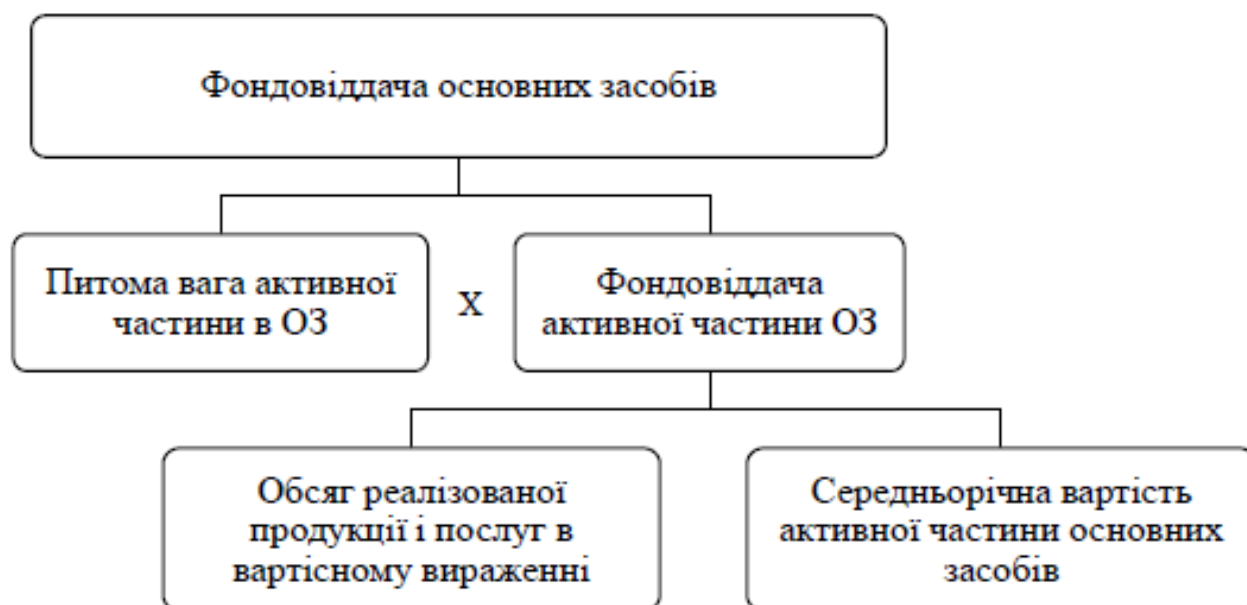 Фондовіддача основних засобів
Питома вага активної
частини в ОЗ
X
Фондовіддача
активної частини ОЗ
Обсяг реалізованої
продукції і послуг в
вартісному вираженні
Середньорічна вартість
активної частини основних
засобів